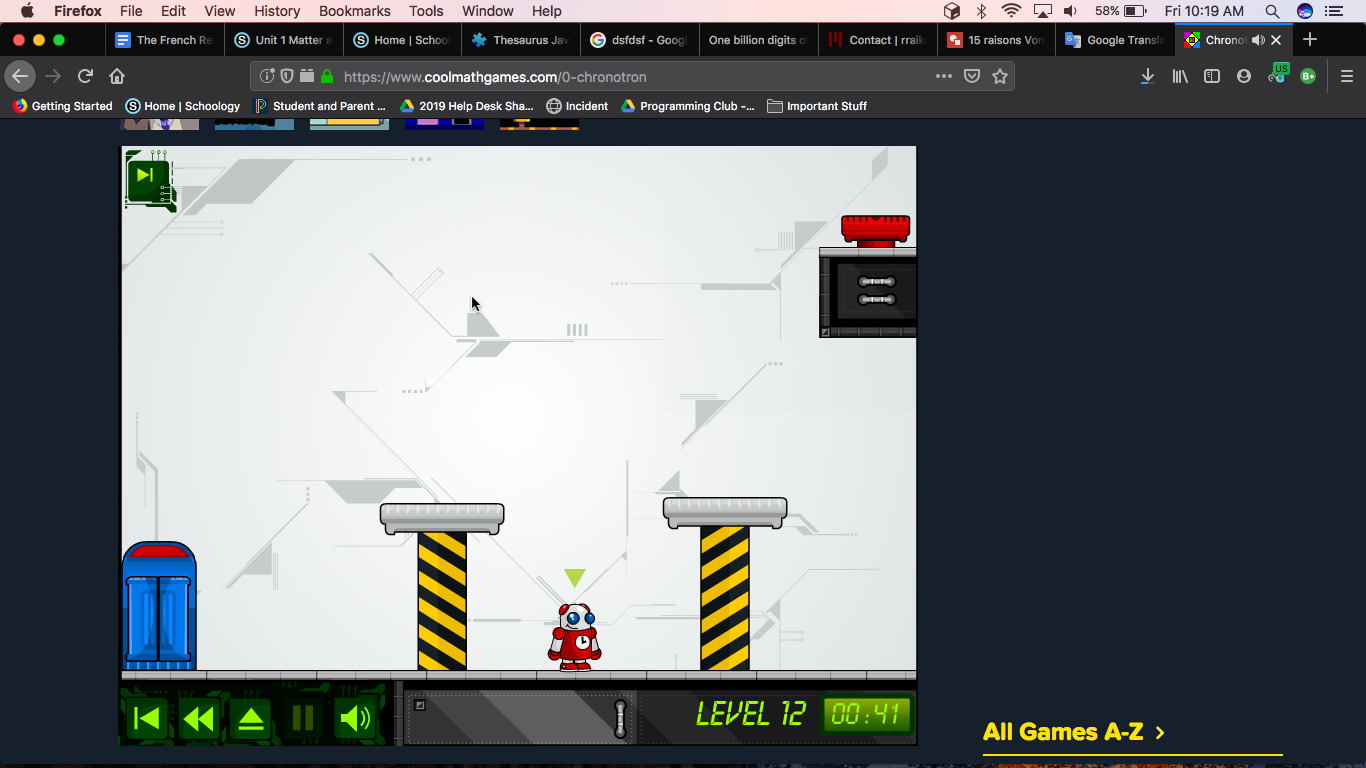 Firefox File Edit View History Bookmarks Tools Window Help 58% Fri 10:19 AM
The French Re Unit 1 Matter a Home | School Thesaurus Jav dsfdsf - Googl One billion digits o Contact | rraik 15 raisons Vor Google Transla Chronot
https://www.coolmathgames.com/0-chronotron US B+
Getting Started Home | Schoology Student and Parent ... 2019 Help Desk Sha... Incident Programming Club -... Important Stuff
LEVEL 12 00:41
All Games A-Z >